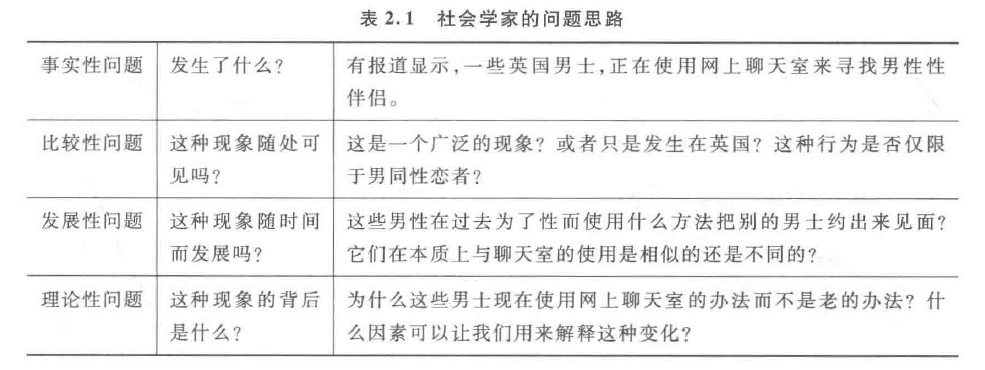 表 2.1 社会学家的问题思路
事实性问题 发生了什么? 有报道显示,一些英国男士,正在使用网上聊天室来寻找男性性
伴侣。
比较性问题 这种现象随处可 这是一个广泛的现象? 或者只是发生在英国? 这种行为是否仅限
见吗? 于男同性恋者?
发展性问题 这种现象随时间 这些男性在过去为了性而使用什么方法把别的男士约出来见面?
而发展吗? 它们在本质上与聊天室的使用是相似的还是不同的?
理论性问题 这种现象的背后 为什么这些男士现在使用网上聊天室的办法而不是老的办法? 什
是什么? 么因素可以让我们用来解释这种变化?